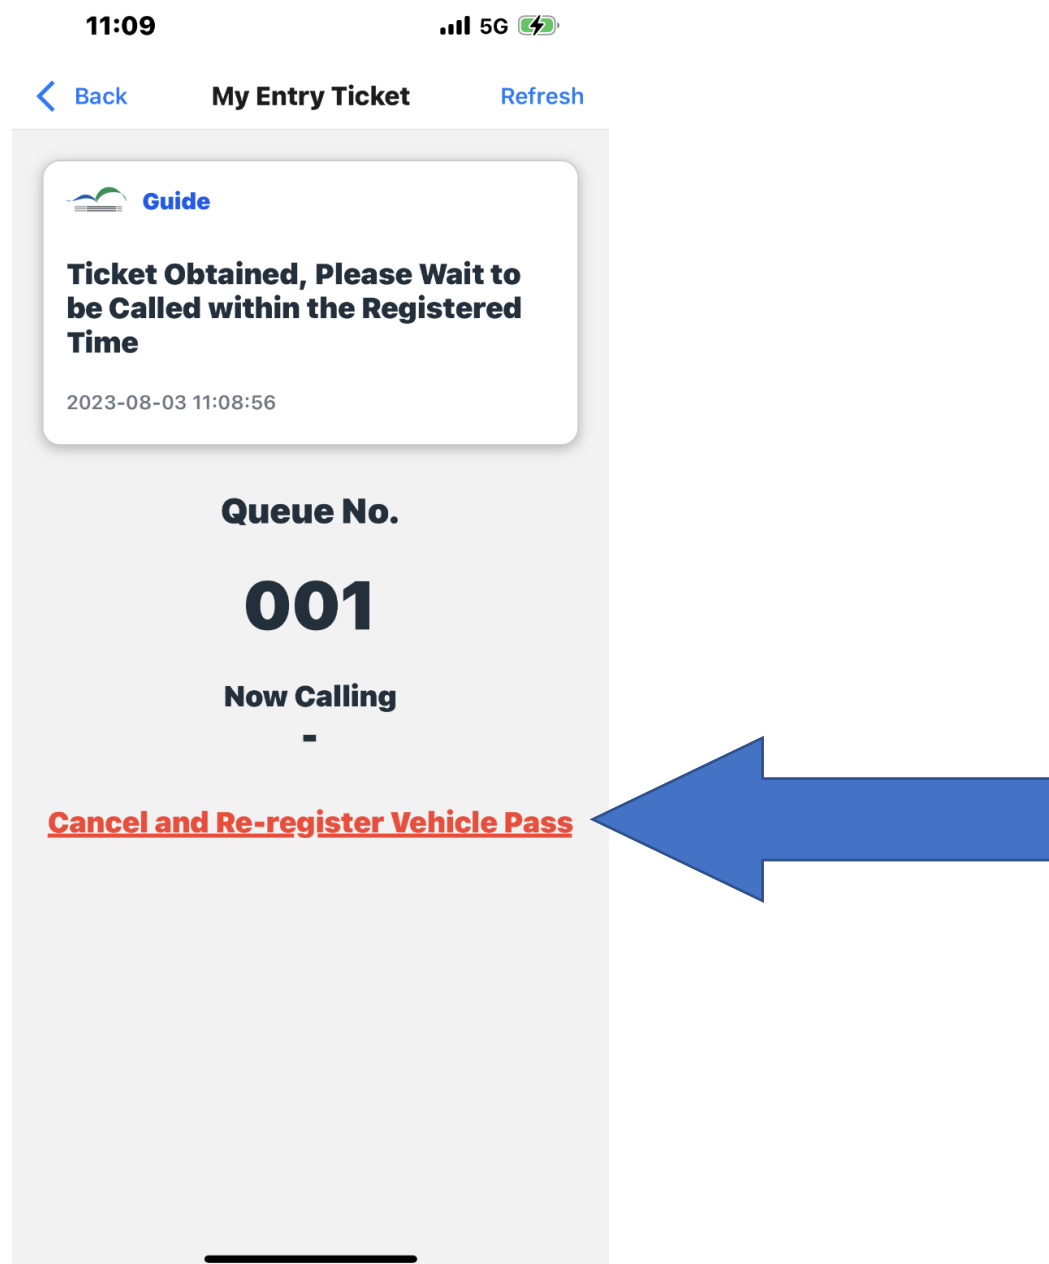 11:09 5G
Back My Entry Ticket Refresh
Guide
Ticket Obtained, Please Wait to
be Called within the Registered
Time
2023-08-03 11:08:56
Queue No.
001
Now Calling
-
Cancel and Re-register Vehicle Pass